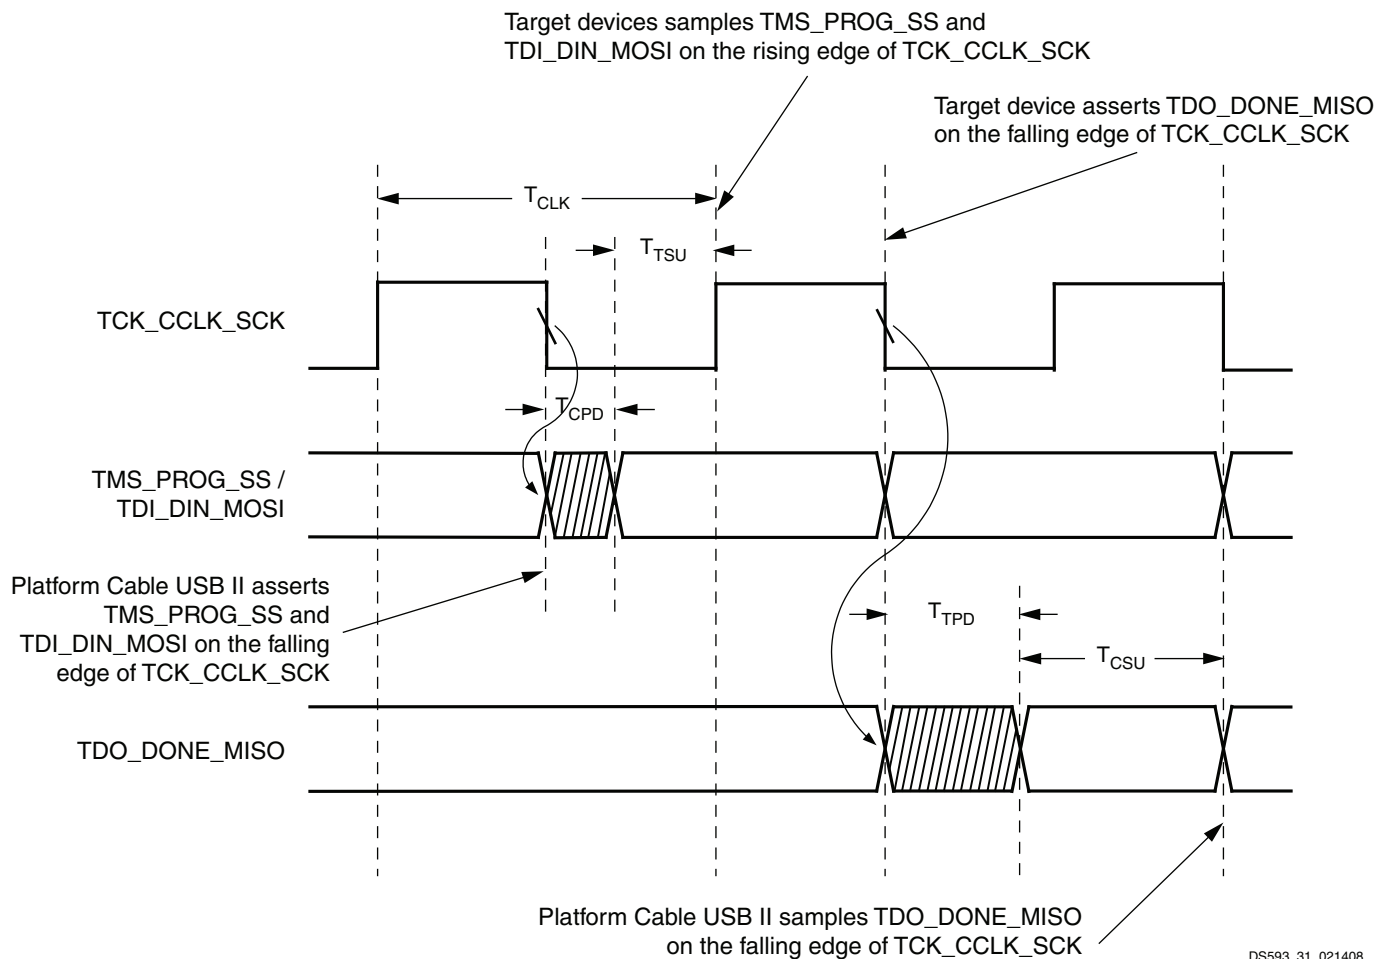 Target devices samples TMS_PROG_SS and
TDI_DIN_MOSI on the rising edge of TCK_CCLK_SCK
Target device asserts TDO_DONE_MISO
on the falling edge of TCK_CCLK_SCK
TCLK
TTSU
TCK_CCLK_SCK
TCPD
TMS_PROG_SS /
TDI_DIN_MOSI
Platform Cable USB II asserts
TMS_PROG_SS and
TDI_DIN_MOSI on the falling
edge of TCK_CCLK_SCK
TTPD
TCSU
TDO_DONE_MISO
Platform Cable USB II samples TDO_DONE_MISO
on the falling edge of TCK_CCLK_SCK
DS593_31_021408